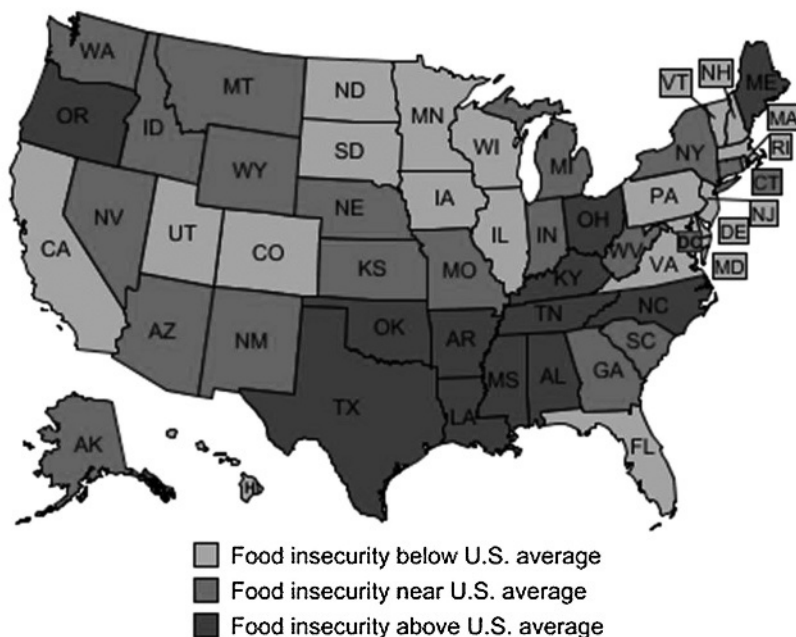 WA
MT
ND
MN
VT
NH
ME
OR
ID
SD
WI
MI
NY
MA
RI
CT
WY
IA
PA
NJ
NV
NE
IL
IN
OH
DE
CA
UT
CO
KS
MO
WV
DC
VA
MD
KY
AZ
NM
OK
AR
TN
NC
SC
TX
LA
MS
AL
GA
AK
FL
H
Food insecurity below U.S. average
Food insecurity near U.S. average
Food insecurity above U.S. average